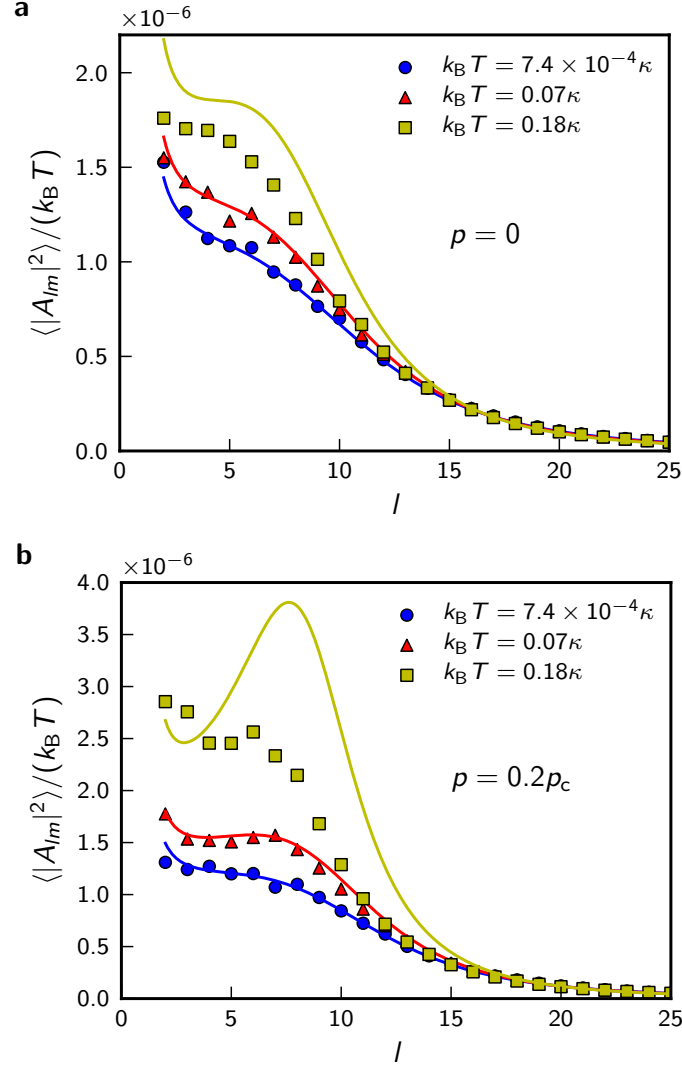 a
×10⁻⁶
2.0
1.5
1.0
0.5
0.0
⟨|Aₗₘ|²⟩/(k_B T)
k_B T = 7.4 × 10⁻⁴κ
k_B T = 0.07κ
k_B T = 0.18κ
p = 0
0 5 10 15 20 25
l
b
×10⁻⁶
4.0
3.5
3.0
2.5
2.0
1.5
1.0
0.5
0.0
⟨|Aₗₘ|²⟩/(k_B T)
k_B T = 7.4 × 10⁻⁴κ
k_B T = 0.07κ
k_B T = 0.18κ
p = 0.2p_c
0 5 10 15 20 25
l